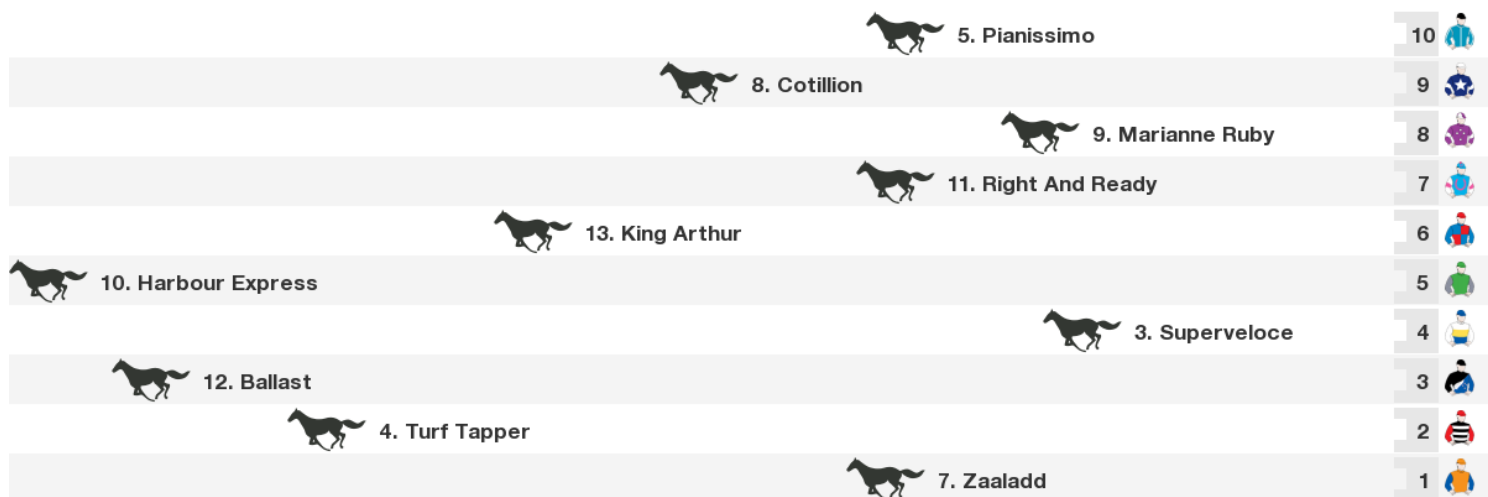 5. Pianissimo 10
8. Cotillion 9
9. Marianne Ruby 8
11. Right And Ready 7
13. King Arthur 6
10. Harbour Express 5
3. Superveloce 4
12. Ballast 3
4. Turf Tapper 2
7. Zaaladd 1